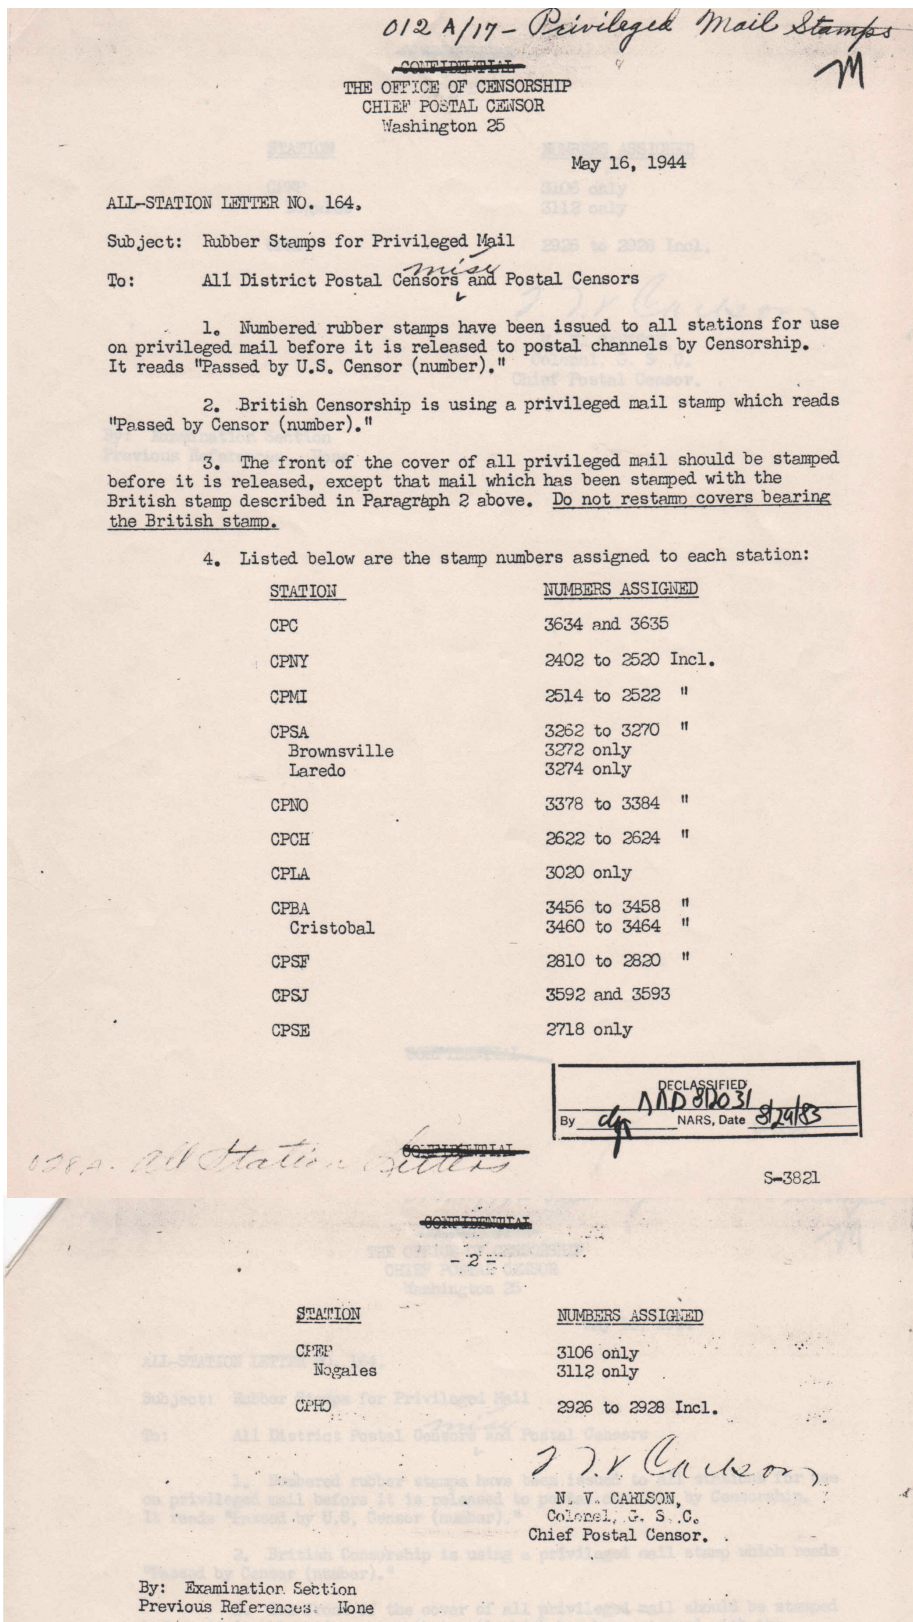 012 A/17 - Privileged Mail Stamps
M
CONFIDENTIAL
THE OFFICE OF CENSORSHIP
CHIEF POSTAL CENSOR
Washington 25
May 16, 1944
ALL-STATION LETTER NO. 164.
Subject: Rubber Stamps for Privileged Mail
misc
To: All District Postal Censors and Postal Censors
1. Numbered rubber stamps have been issued to all stations for use
on privileged mail before it is released to postal channels by Censorship.
It reads "Passed by U.S. Censor (number)."
2. British Censorship is using a privileged mail stamp which reads
"Passed by Censor (number)."
3. The front of the cover of all privileged mail should be stamped
before it is released, except that mail which has been stamped with the
British stamp described in Paragraph 2 above. Do not restamp covers bearing
the British stamp.
4. Listed below are the stamp numbers assigned to each station:
STATION NUMBERS ASSIGNED
CPC 3634 and 3635
CPNY 2402 to 2520 Incl.
CPMI 2514 to 2522 "
CPSA 3262 to 3270 "
Brownsville 3272 only
Laredo 3274 only
CPNO 3378 to 3384 "
CPCH 2622 to 2624 "
CPLA 3020 only
CPBA 3456 to 3458 "
Cristobal 3460 to 3464 "
CPSF 2810 to 2820 "
CPSJ 3592 and 3593
CPSE 2718 only
DECLASSIFIED
NND 812031
By NARS, Date 8/29/83
CONFIDENTIAL
All Station Letters
S-3821
CONFIDENTIAL
- 2 -
STATION NUMBERS ASSIGNED
CPEP 3106 only
Nogales 3112 only
CPHO 2926 to 2928 Incl.
N V Carlson
N. V. CARLSON,
Colonel, G. S. C.
Chief Postal Censor.
By: Examination Section
Previous References: None